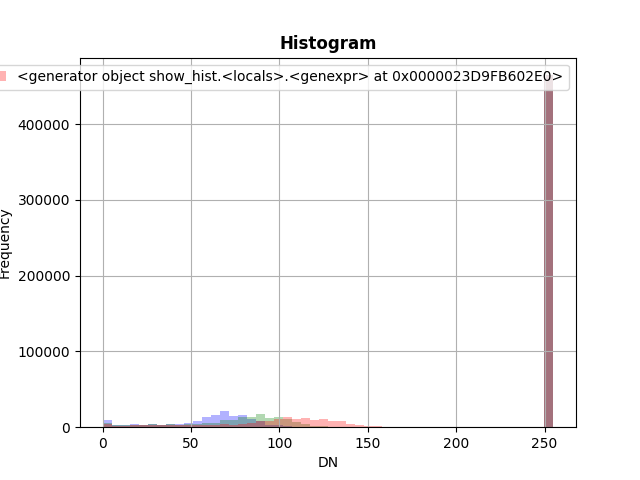 Histogram
<generator object show_hist.<locals>.<genexpr> at 0x0000023D9FB602E0>
400000
300000
200000
100000
0
Frequency
0 50 100 150 200 250
DN